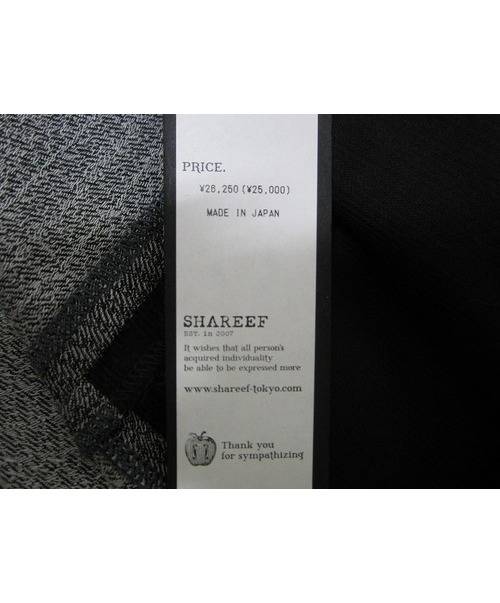 PRICE.
¥26,250 (¥25,000)
MADE IN JAPAN
SHAREEF
EST. in 2007
It wishes that all person's
acquired individuality
be able to be expressed more
www.shareef-tokyo.com
Thank you
for sympathizing